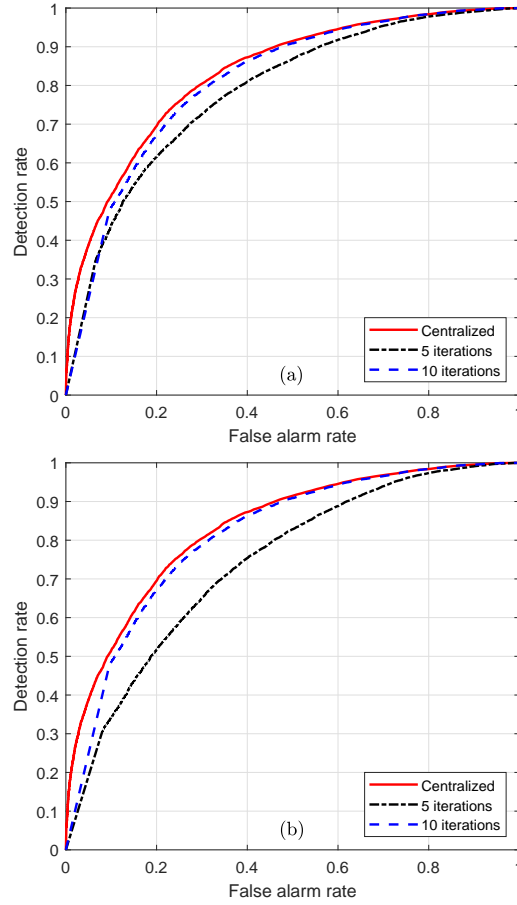 1
0.9
0.8
0.7
0.6
0.5
0.4
0.3
0.2
0.1
0
Detection rate
Centralized
5 iterations
10 iterations
(a)
0 0.2 0.4 0.6 0.8 1
False alarm rate
1
0.9
0.8
0.7
0.6
0.5
0.4
0.3
0.2
0.1
0
Detection rate
Centralized
5 iterations
10 iterations
(b)
0 0.2 0.4 0.6 0.8 1
False alarm rate